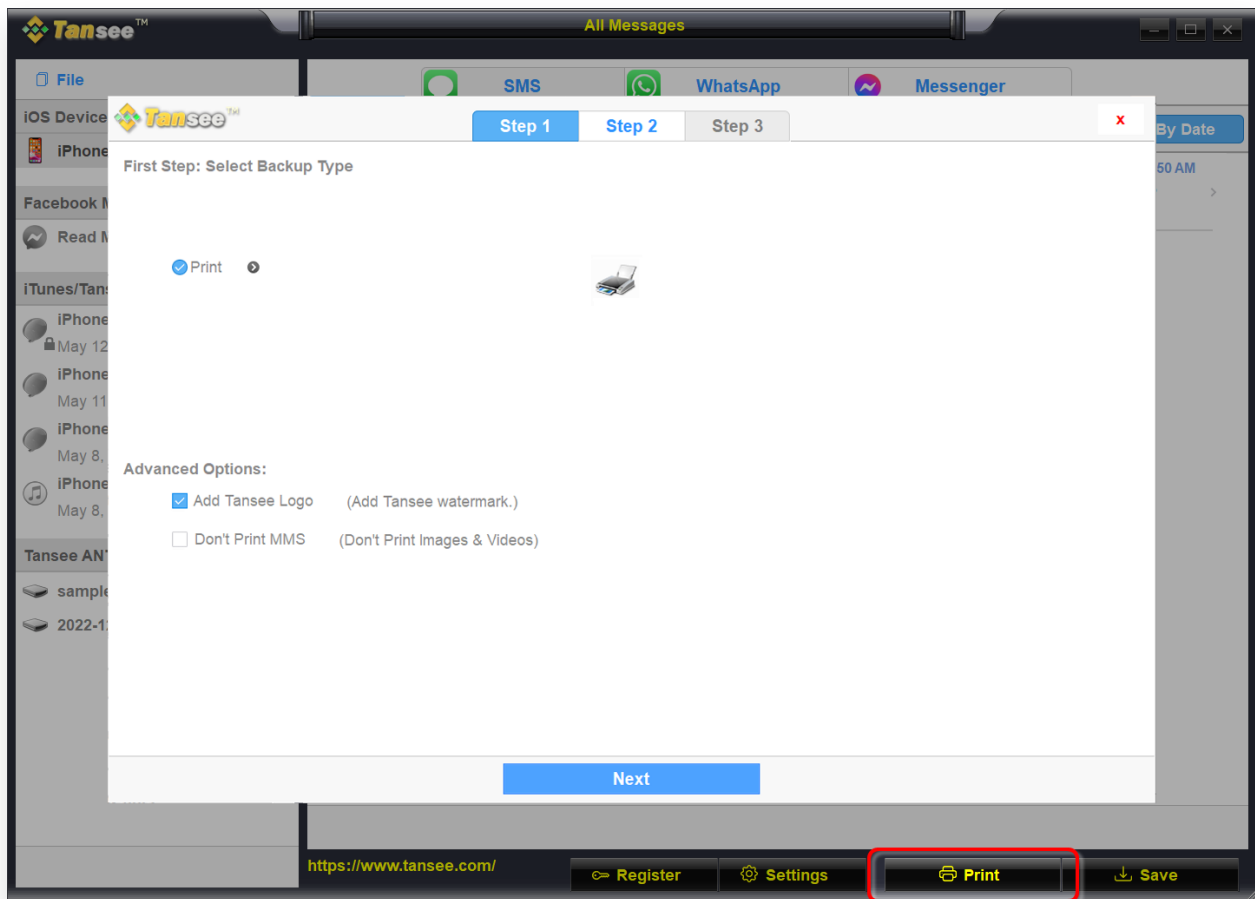 Tansee™
All Messages
File
SMS
WhatsApp
Messenger
iOS Device
iPhone
Tansee™
Step 1
Step 2
Step 3
x
By Date
First Step: Select Backup Type
50 AM
Facebook
Read
Print
iPhone
May 12
iPhone
May 11
iPhone
May 8,
Advanced Options:
iPhone
May 8,
Add Tansee Logo (Add Tansee watermark.)
Don't Print MMS (Don't Print Images & Videos)
Tansee
sample
2022-1
Next
https://www.tansee.com/
Register
Settings
Print
Save